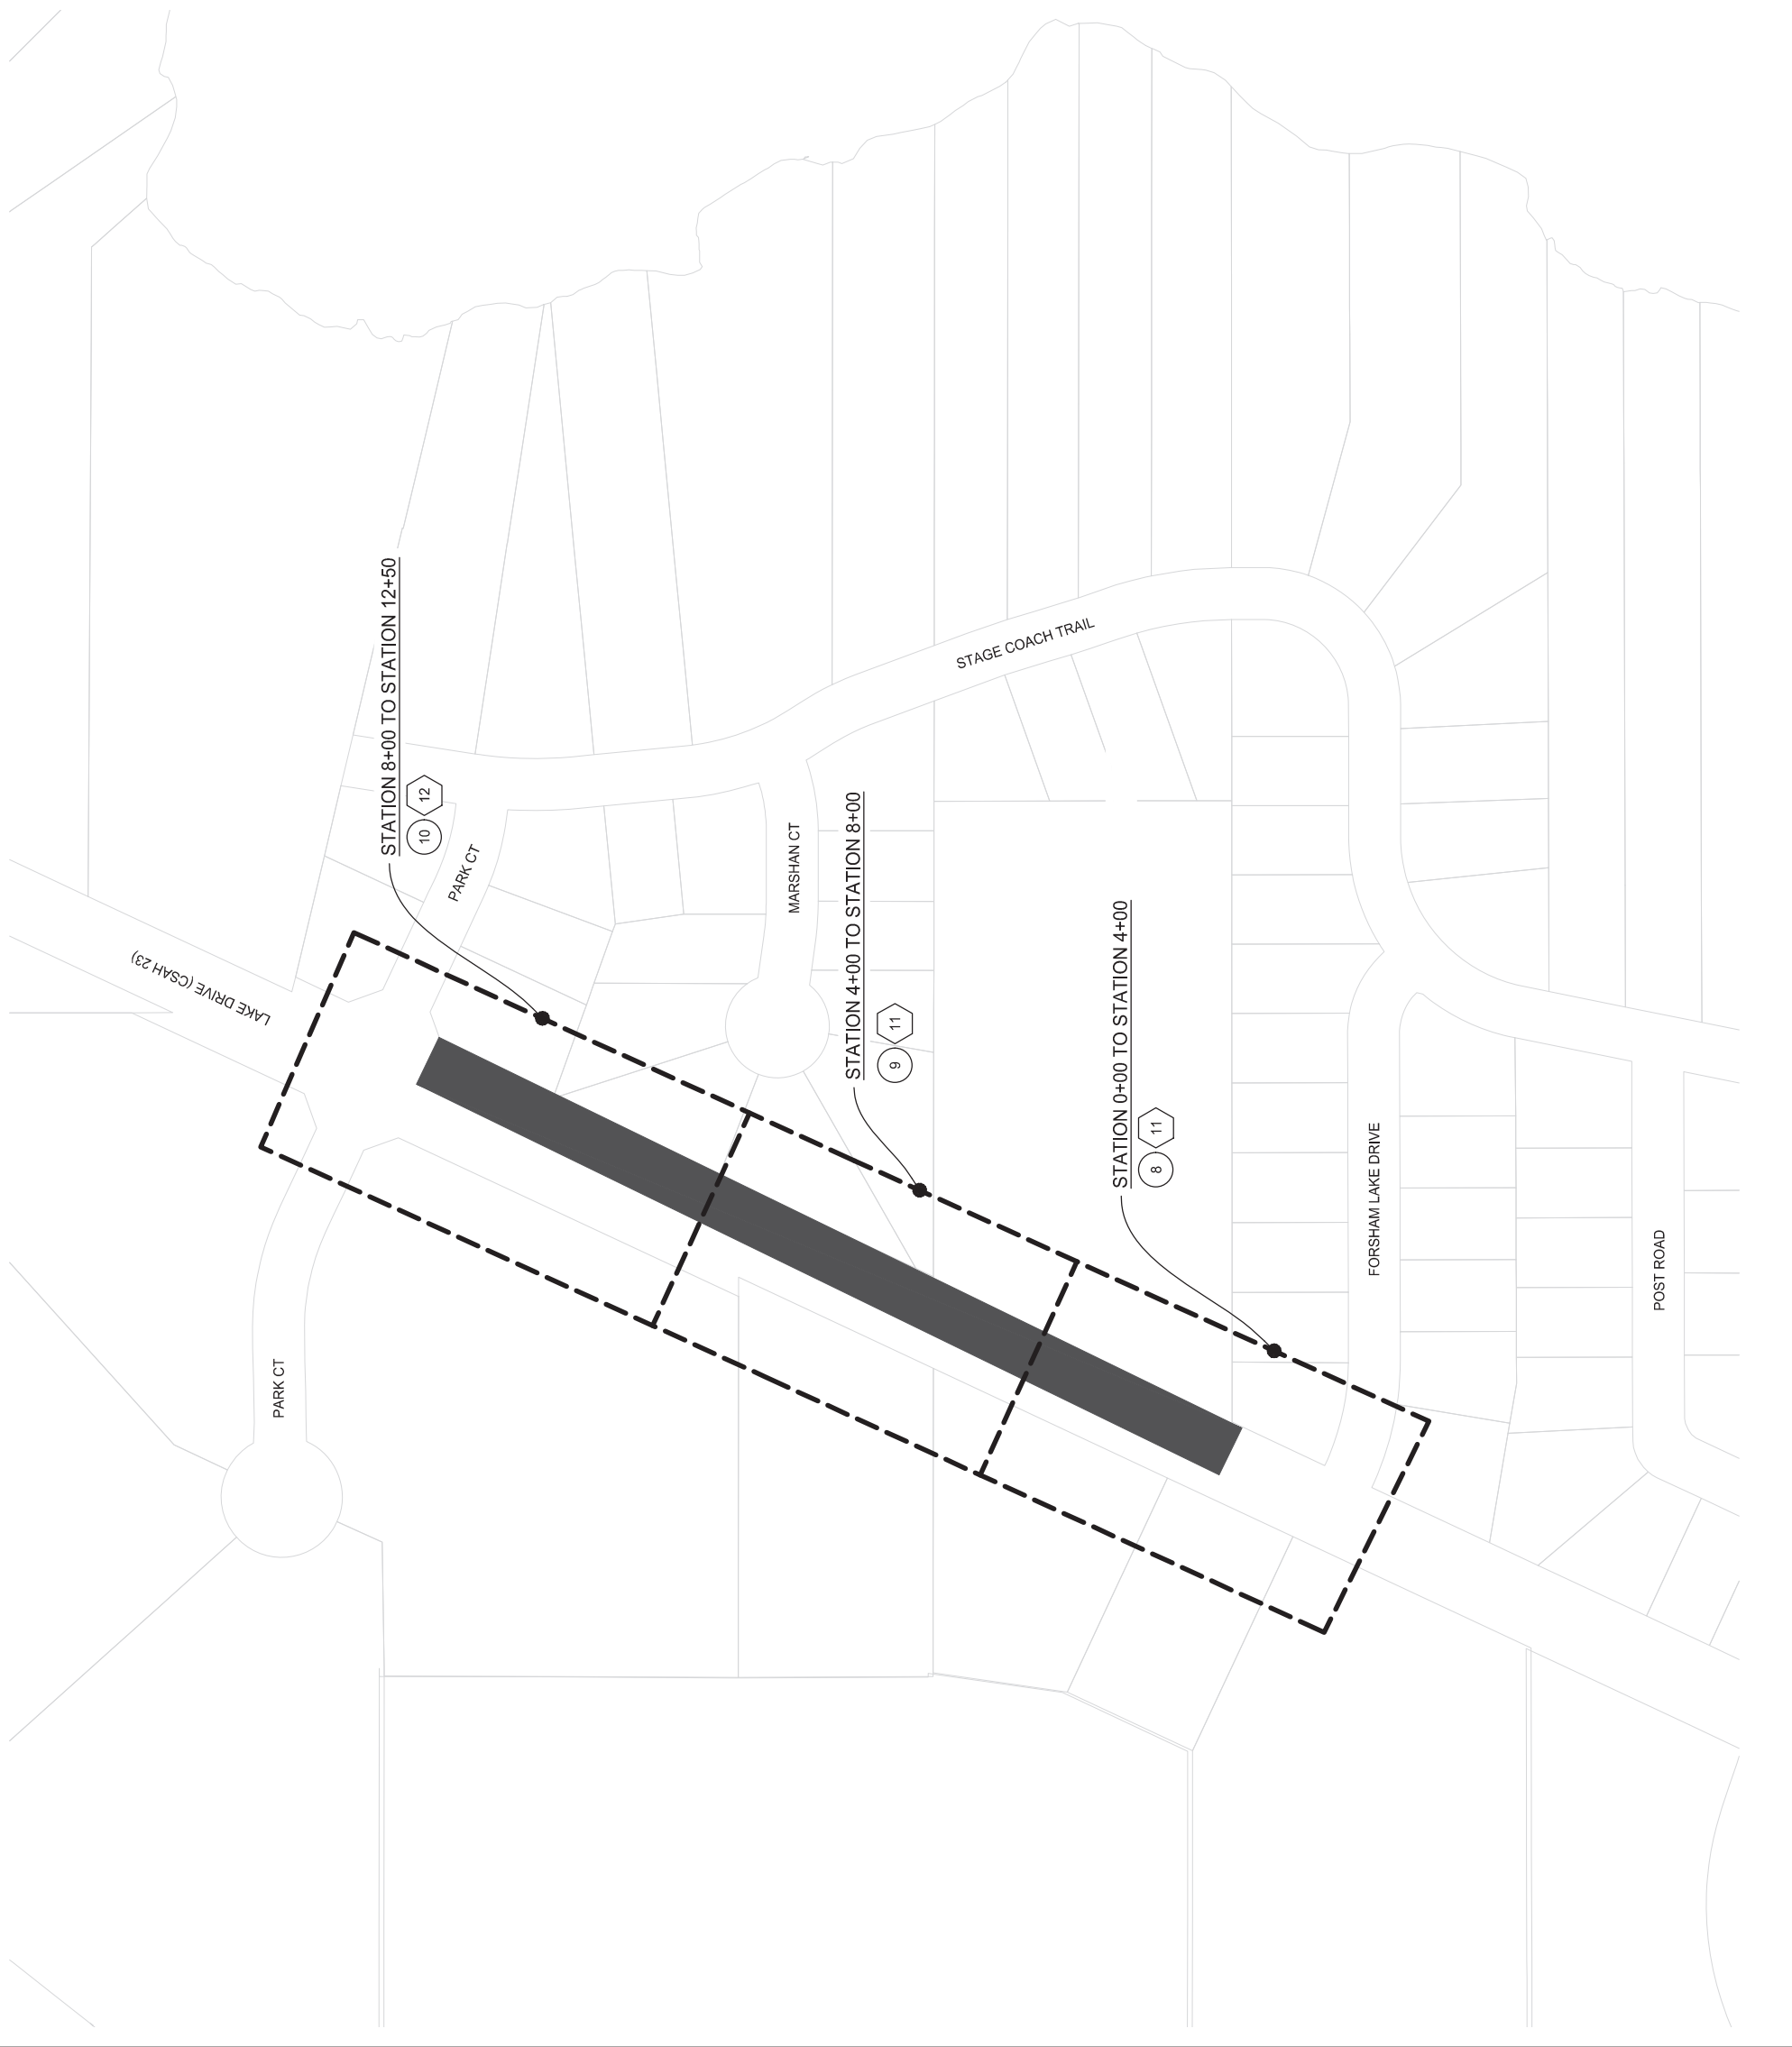 STATION 8+00 TO STATION 12+50
10 12
PARK CT
LAKE DRIVE (CSAH 23)
STAGE COACH TRAIL
MARSHAN CT
STATION 4+00 TO STATION 8+00
9 11
STATION 0+00 TO STATION 4+00
8 11
FORSHAM LAKE DRIVE
POST ROAD
PARK CT